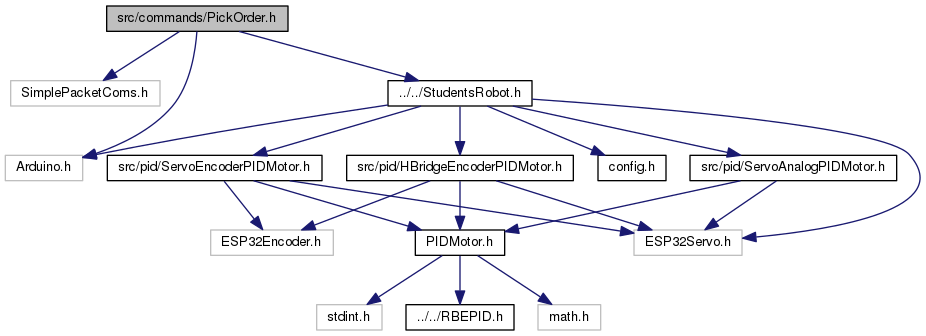 src/commands/PickOrder.h
SimplePacketComs.h
../../StudentsRobot.h
Arduino.h
src/pid/ServoEncoderPIDMotor.h
src/pid/HBridgeEncoderPIDMotor.h
config.h
src/pid/ServoAnalogPIDMotor.h
ESP32Encoder.h
PIDMotor.h
ESP32Servo.h
stdint.h
../../RBEPID.h
math.h